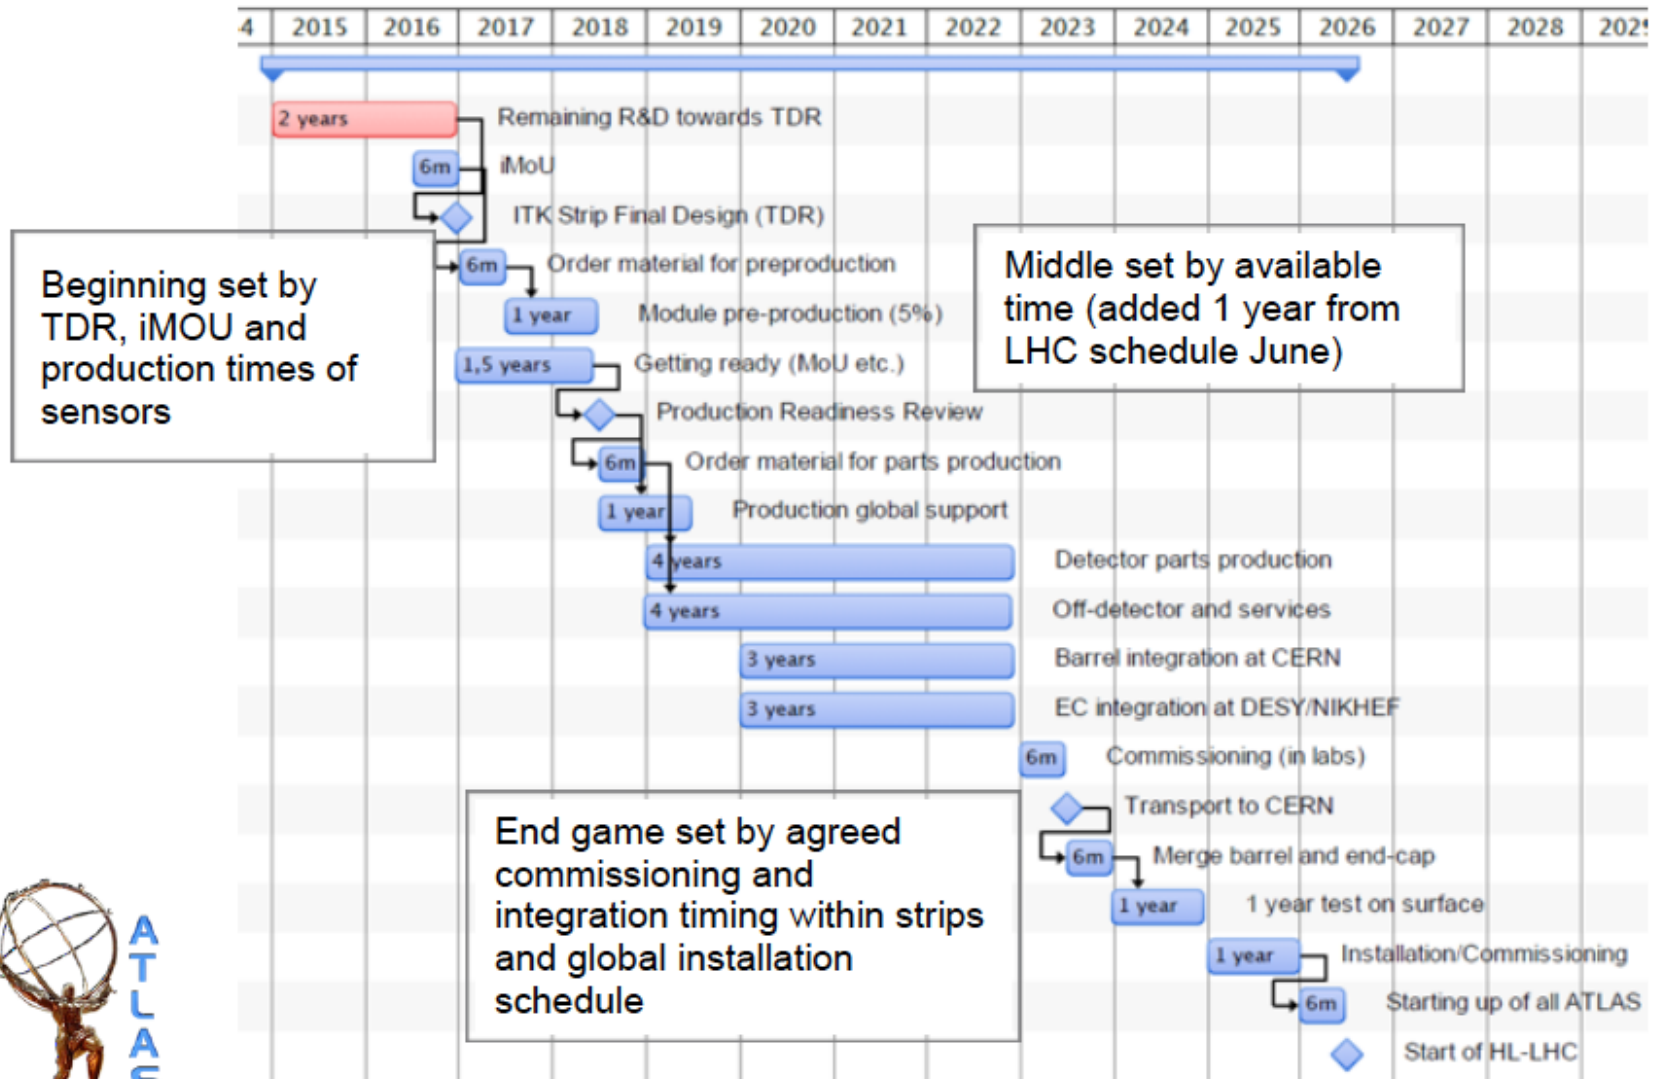 4 2015 2016 2017 2018 2019 2020 2021 2022 2023 2024 2025 2026 2027 2028 2029
2 years Remaining R&D towards TDR
6m iMoU
ITK Strip Final Design (TDR)
6m Order material for preproduction
1 year Module pre-production (5%)
1,5 years Getting ready (MoU etc.)
Production Readiness Review
6m Order material for parts production
1 year Production global support
4 years Detector parts production
4 years Off-detector and services
3 years Barrel integration at CERN
3 years EC integration at DESY/NIKHEF
6m Commissioning (in labs)
Transport to CERN
6m Merge barrel and end-cap
1 year 1 year test on surface
1 year Installation/Commissioning
6m Starting up of all ATLAS
Start of HL-LHC
Beginning set by
TDR, iMOU and
production times of
sensors
Middle set by available
time (added 1 year from
LHC schedule June)
End game set by agreed
commissioning and
integration timing within strips
and global installation
schedule
ATLAS